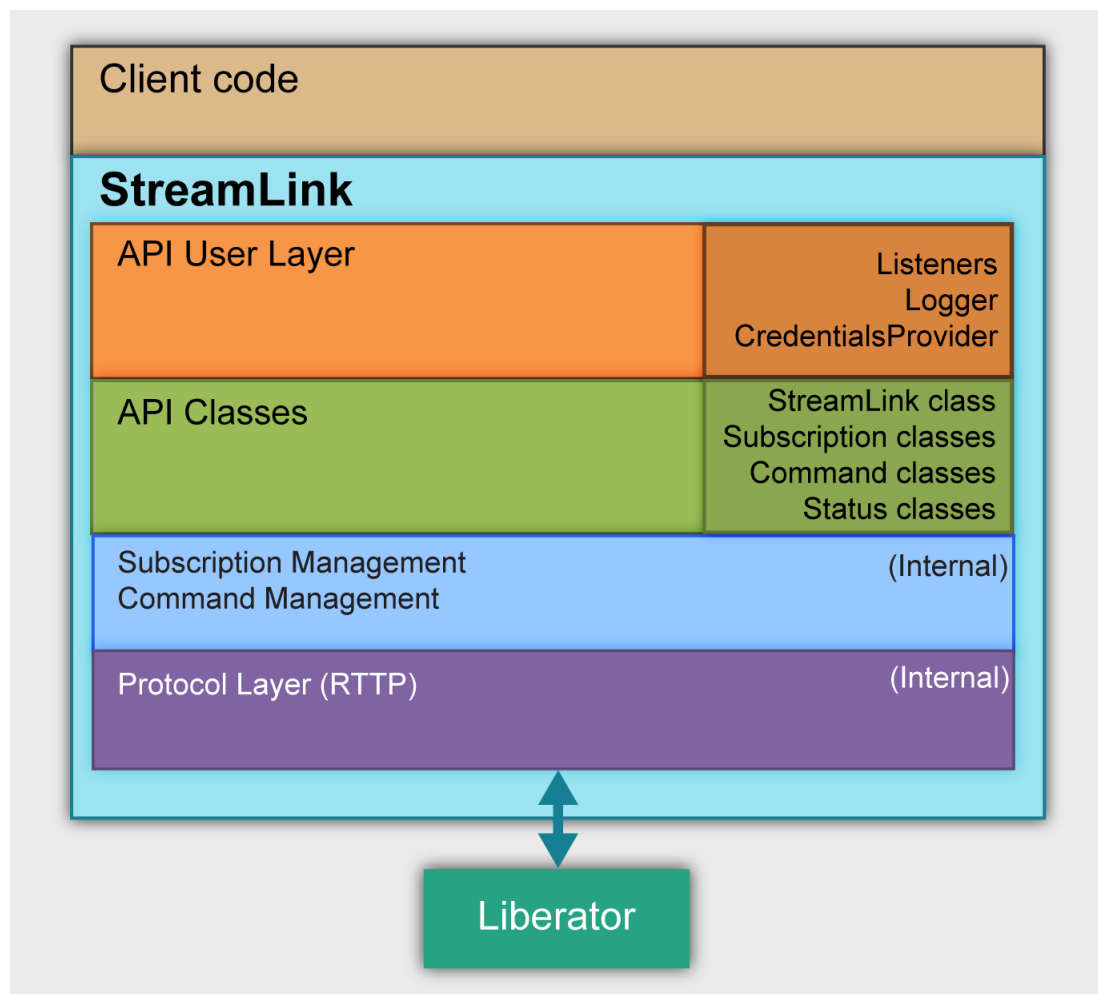 Client code
StreamLink
API User Layer
Listeners
Logger
CredentialsProvider
API Classes
StreamLink class
Subscription classes
Command classes
Status classes
Subscription Management
Command Management
(Internal)
Protocol Layer (RTTP)
(Internal)
Liberator